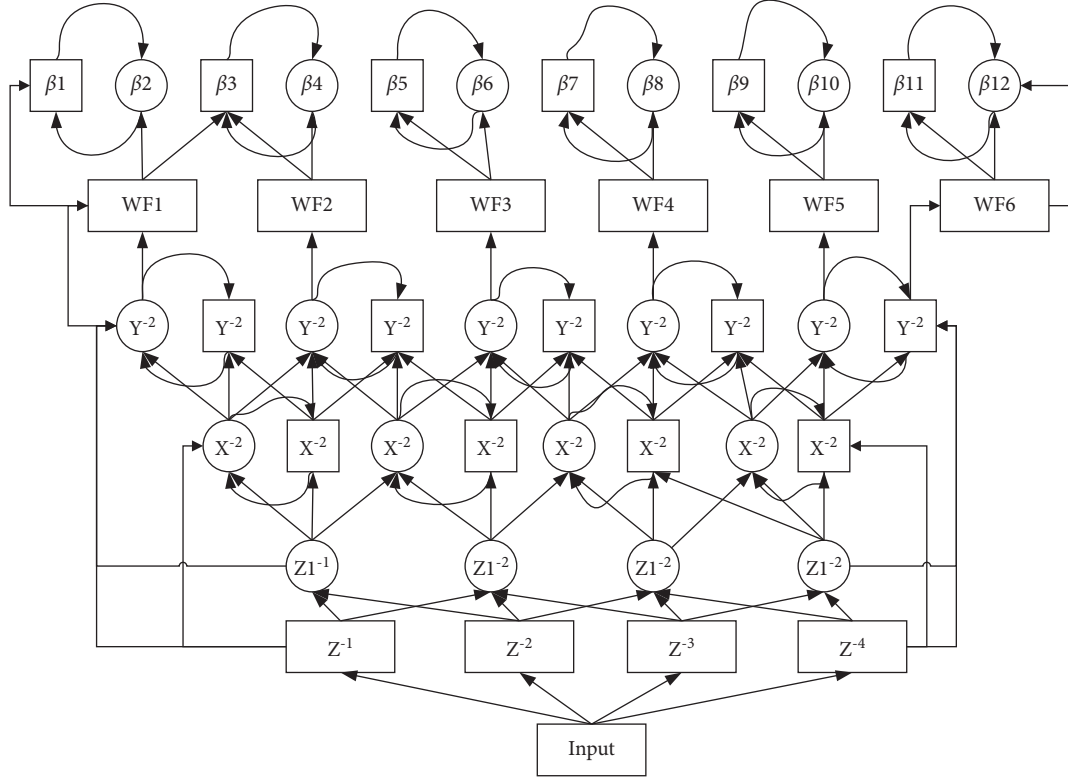 β1 β2 β3 β4 β5 β6 β7 β8 β9 β10 β11 β12
WF1 WF2 WF3 WF4 WF5 WF6
Y-2 Y-2 Y-2 Y-2 Y-2 Y-2 Y-2 Y-2 Y-2 Y-2
X-2 X-2 X-2 X-2 X-2 X-2 X-2 X-2
Z1-1 Z1-2 Z1-2 Z1-2
Z-1 Z-2 Z-3 Z-4
Input